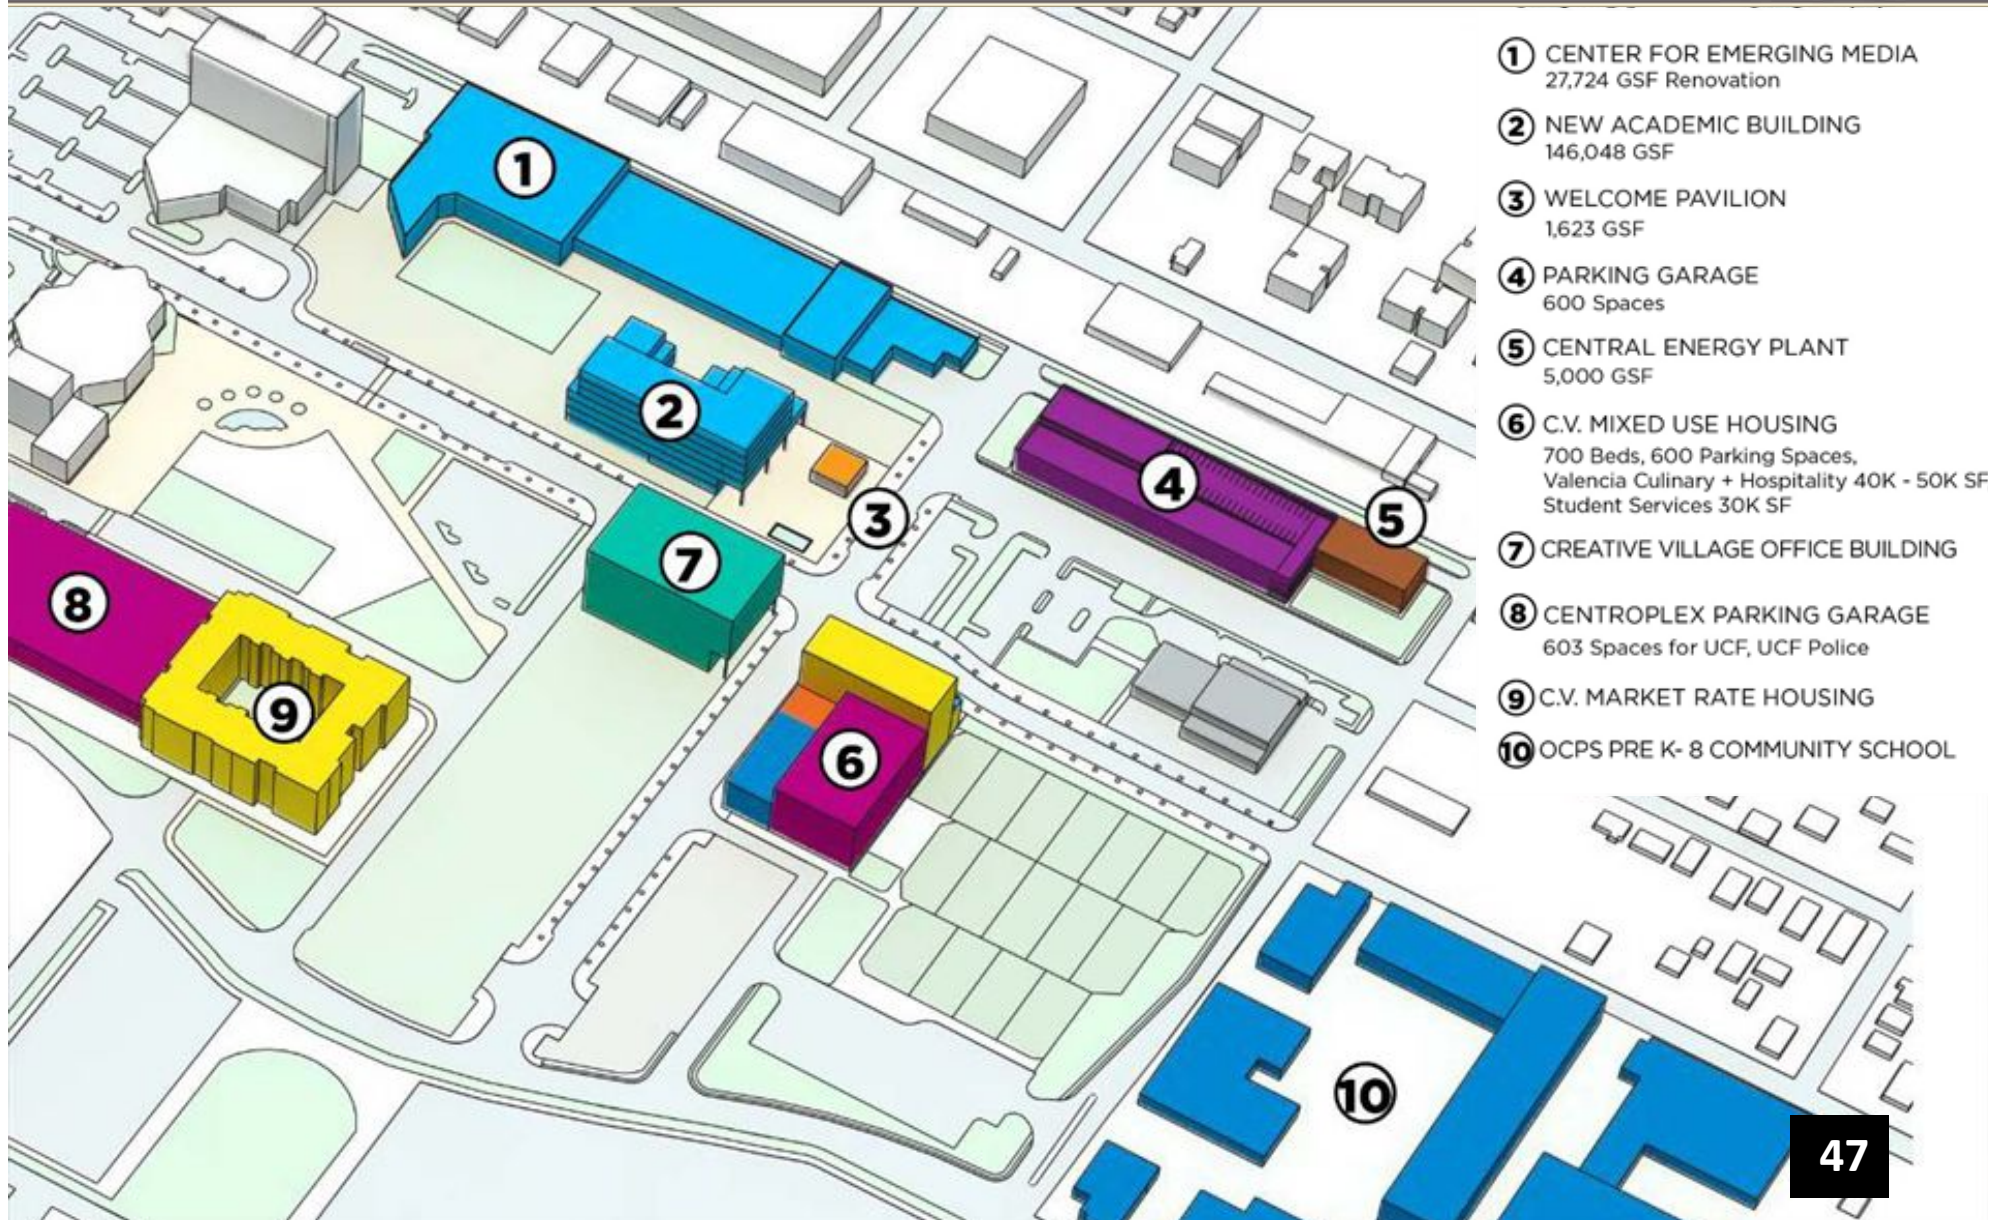 1 CENTER FOR EMERGING MEDIA
27,724 GSF Renovation
2 NEW ACADEMIC BUILDING
146,048 GSF
3 WELCOME PAVILION
1,623 GSF
4 PARKING GARAGE
600 Spaces
5 CENTRAL ENERGY PLANT
5,000 GSF
6 C.V. MIXED USE HOUSING
700 Beds, 600 Parking Spaces,
Valencia Culinary + Hospitality 40K - 50K SF
Student Services 30K SF
7 CREATIVE VILLAGE OFFICE BUILDING
8 CENTROPLEX PARKING GARAGE
603 Spaces for UCF, UCF Police
9 C.V. MARKET RATE HOUSING
10 OCPS PRE K- 8 COMMUNITY SCHOOL
1
2
3
4
5
7
8
6
9
10
47